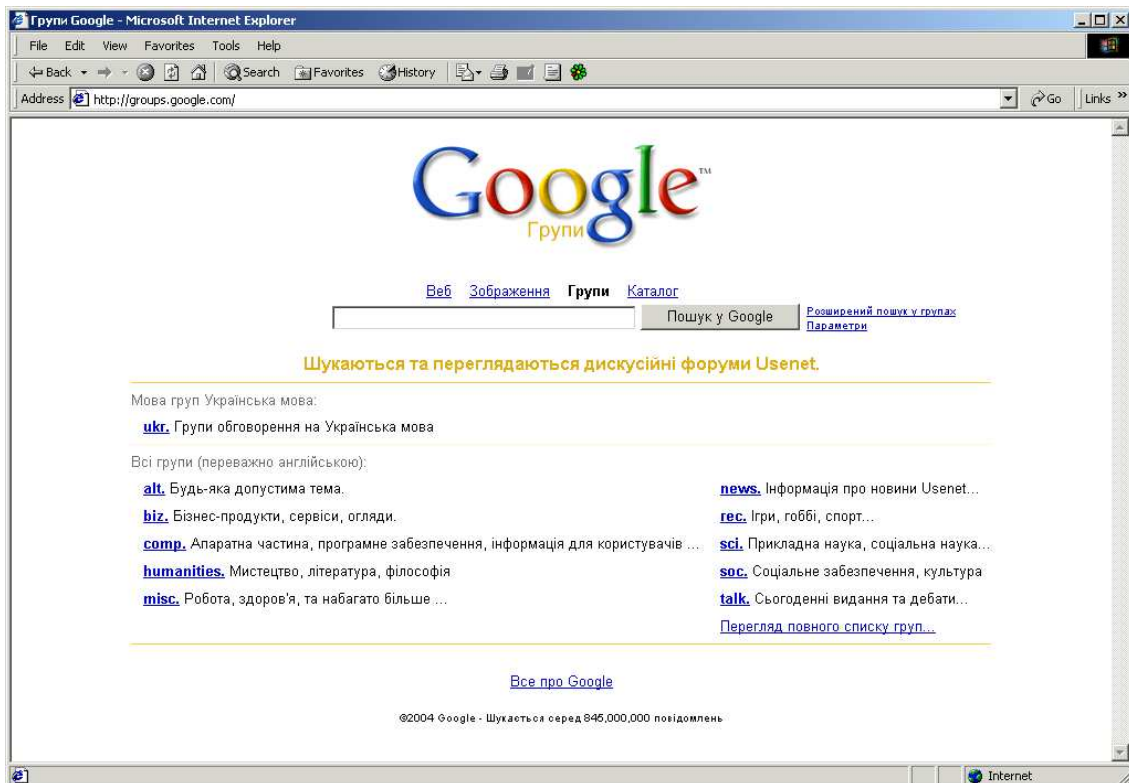 Групи Google - Microsoft Internet Explorer
File Edit View Favorites Tools Help
Back Search Favorites History
Address http://groups.google.com/ Go Links »
Google™
Групи
Веб Зображення Групи Каталог
Пошук у Google Розширений пошук у групах
Параметри
Шукаються та переглядаються дискусійні форуми Usenet.
Мова груп Українська мова:
ukr. Групи обговорення на Українська мова
Всі групи (переважно англійською):
alt. Будь-яка допустима тема. news. Інформація про новини Usenet...
biz. Бізнес-продукти, сервіси, огляди. rec. Ігри, гоббі, спорт...
comp. Апаратна частина, програмне забезпечення, інформація для користувачів ... sci. Прикладна наука, соціальна наука...
humanities. Мистецтво, література, філософія soc. Соціальне забезпечення, культура
misc. Робота, здоров'я, та набагато більше ... talk. Сьогоденні видання та дебати...
Перегляд повного списку груп...
Все про Google
©2004 Google - Шукається серед 845,000,000 повідомлень
Internet